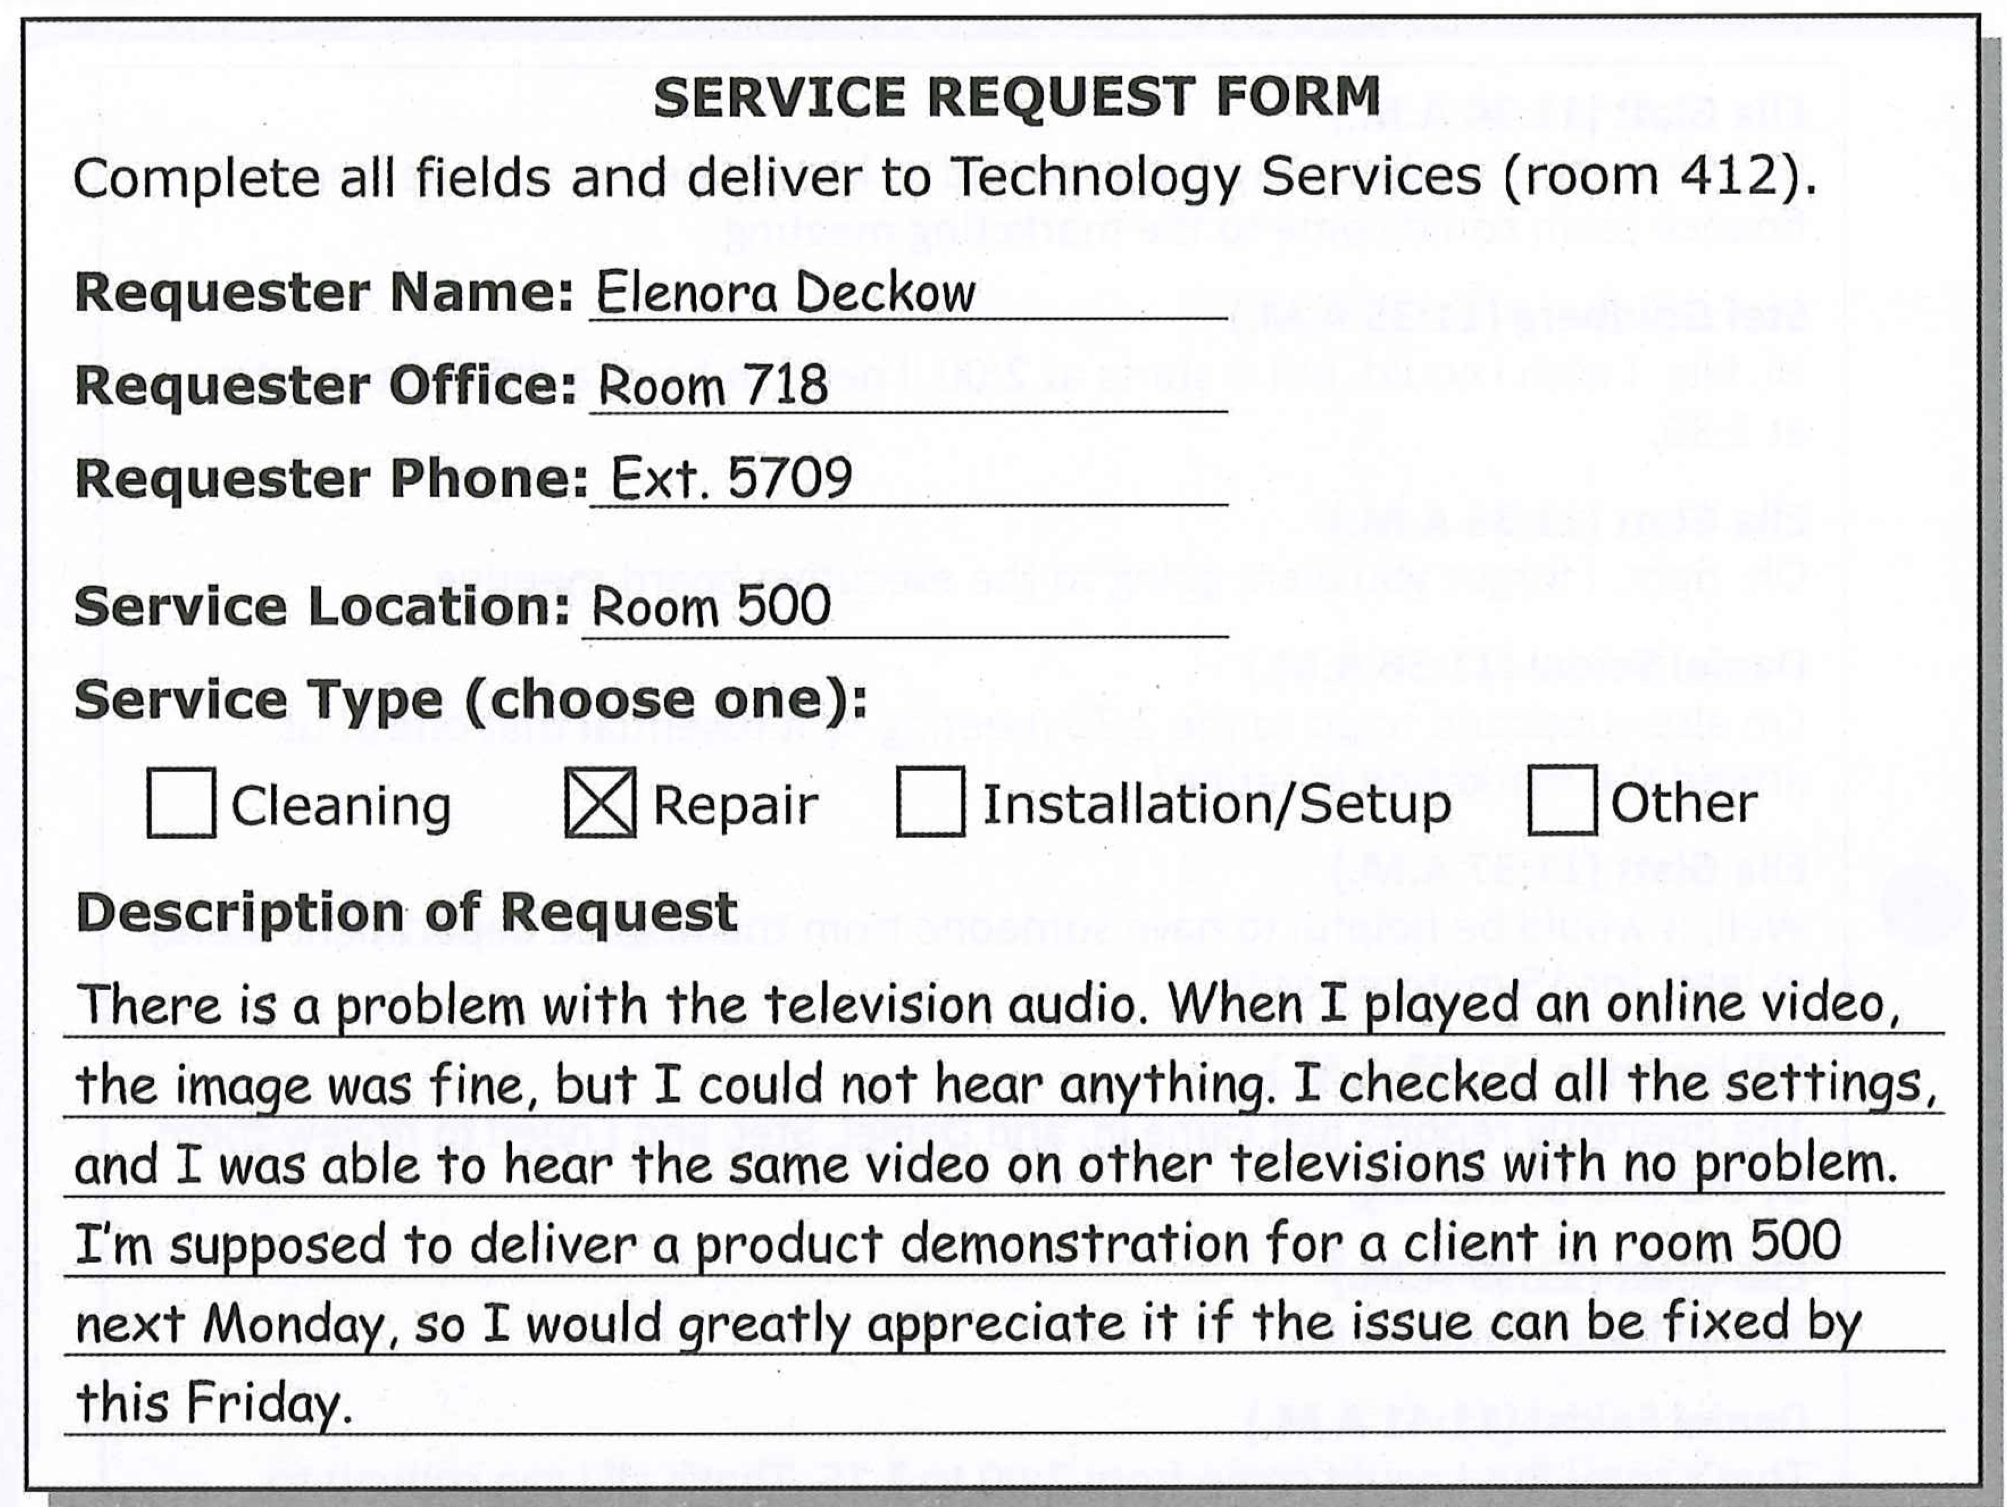 SERVICE REQUEST FORM
Complete all fields and deliver to Technology Services (room 412).
Requester Name: Elenora Deckow
Requester Office: Room 718
Requester Phone: Ext. 5709
Service Location: Room 500
Service Type (choose one):
☐ Cleaning ☒ Repair ☐ Installation/Setup ☐ Other
Description of Request
There is a problem with the television audio. When I played an online video,
the image was fine, but I could not hear anything. I checked all the settings,
and I was able to hear the same video on other televisions with no problem.
I'm supposed to deliver a product demonstration for a client in room 500
next Monday, so I would greatly appreciate it if the issue can be fixed by
this Friday.